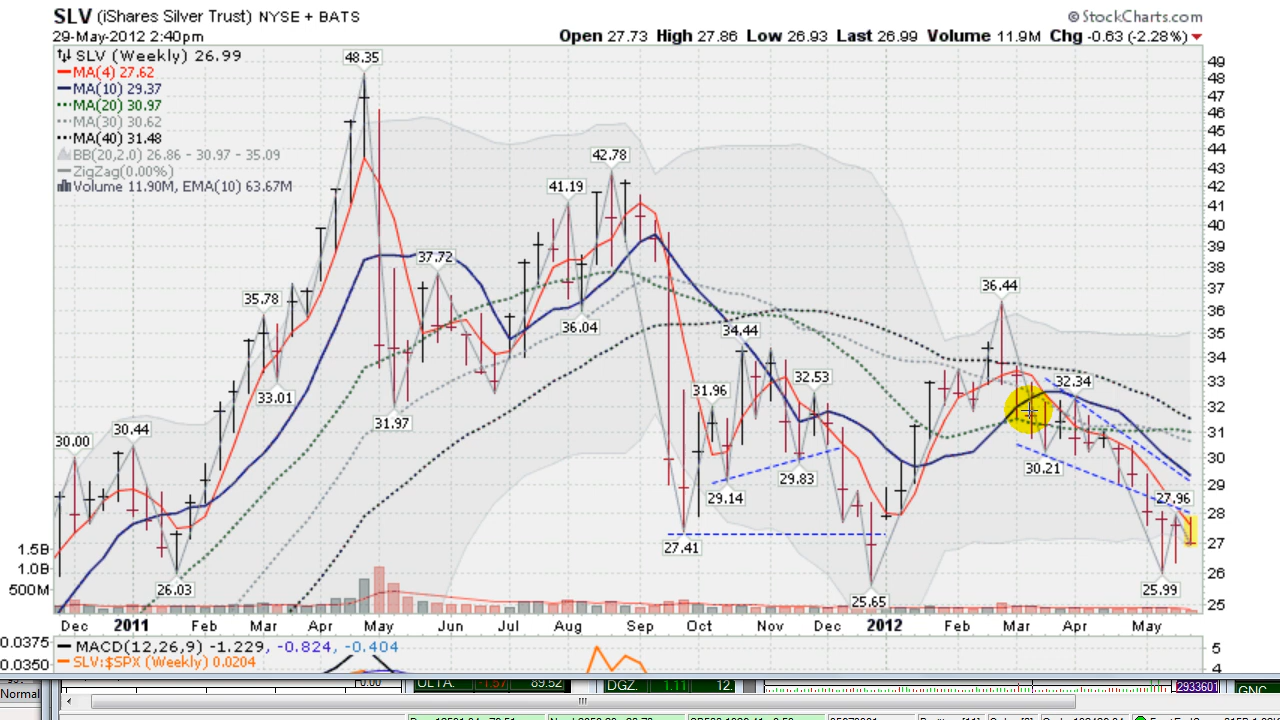 SLV (iShares Silver Trust) NYSE + BATS
© StockCharts.com
29-May-2012 2:40pm
Open 27.73 High 27.86 Low 26.93 Last 26.99 Volume 11.9M Chg -0.63 (-2.28%)
SLV (Weekly) 26.99
MA(4) 27.62
MA(10) 29.37
MA(20) 30.97
MA(30) 30.62
MA(40) 31.48
BB(20,2.0) 26.86 - 30.97 - 35.09
ZigZag(0.00%)
Volume 11.90M, EMA(10) 63.67M
48.35
42.78
41.19
37.72
36.04
35.78
36.44
34.44
33.01
32.53
32.34
31.97
31.96
30.00
30.44
30.21
29.83
29.14
27.96
27.41
26.03
25.99
25.65
49
48
47
46
45
44
43
42
41
40
39
38
37
36
35
34
33
32
31
30
29
28
27
26
25
1.5B
1.0B
500M
Dec 2011 Feb Mar Apr May Jun Jul Aug Sep Oct Nov Dec 2012 Feb Mar Apr May
MACD(12,26,9) -1.229, -0.824, -0.404
SLV:$SPX (Weekly) 0.0204
0.0375
0.0350
5
4
Normal
ULTA. -1.57 89.52
DGZ. 1.11 12.
2933601
GNC